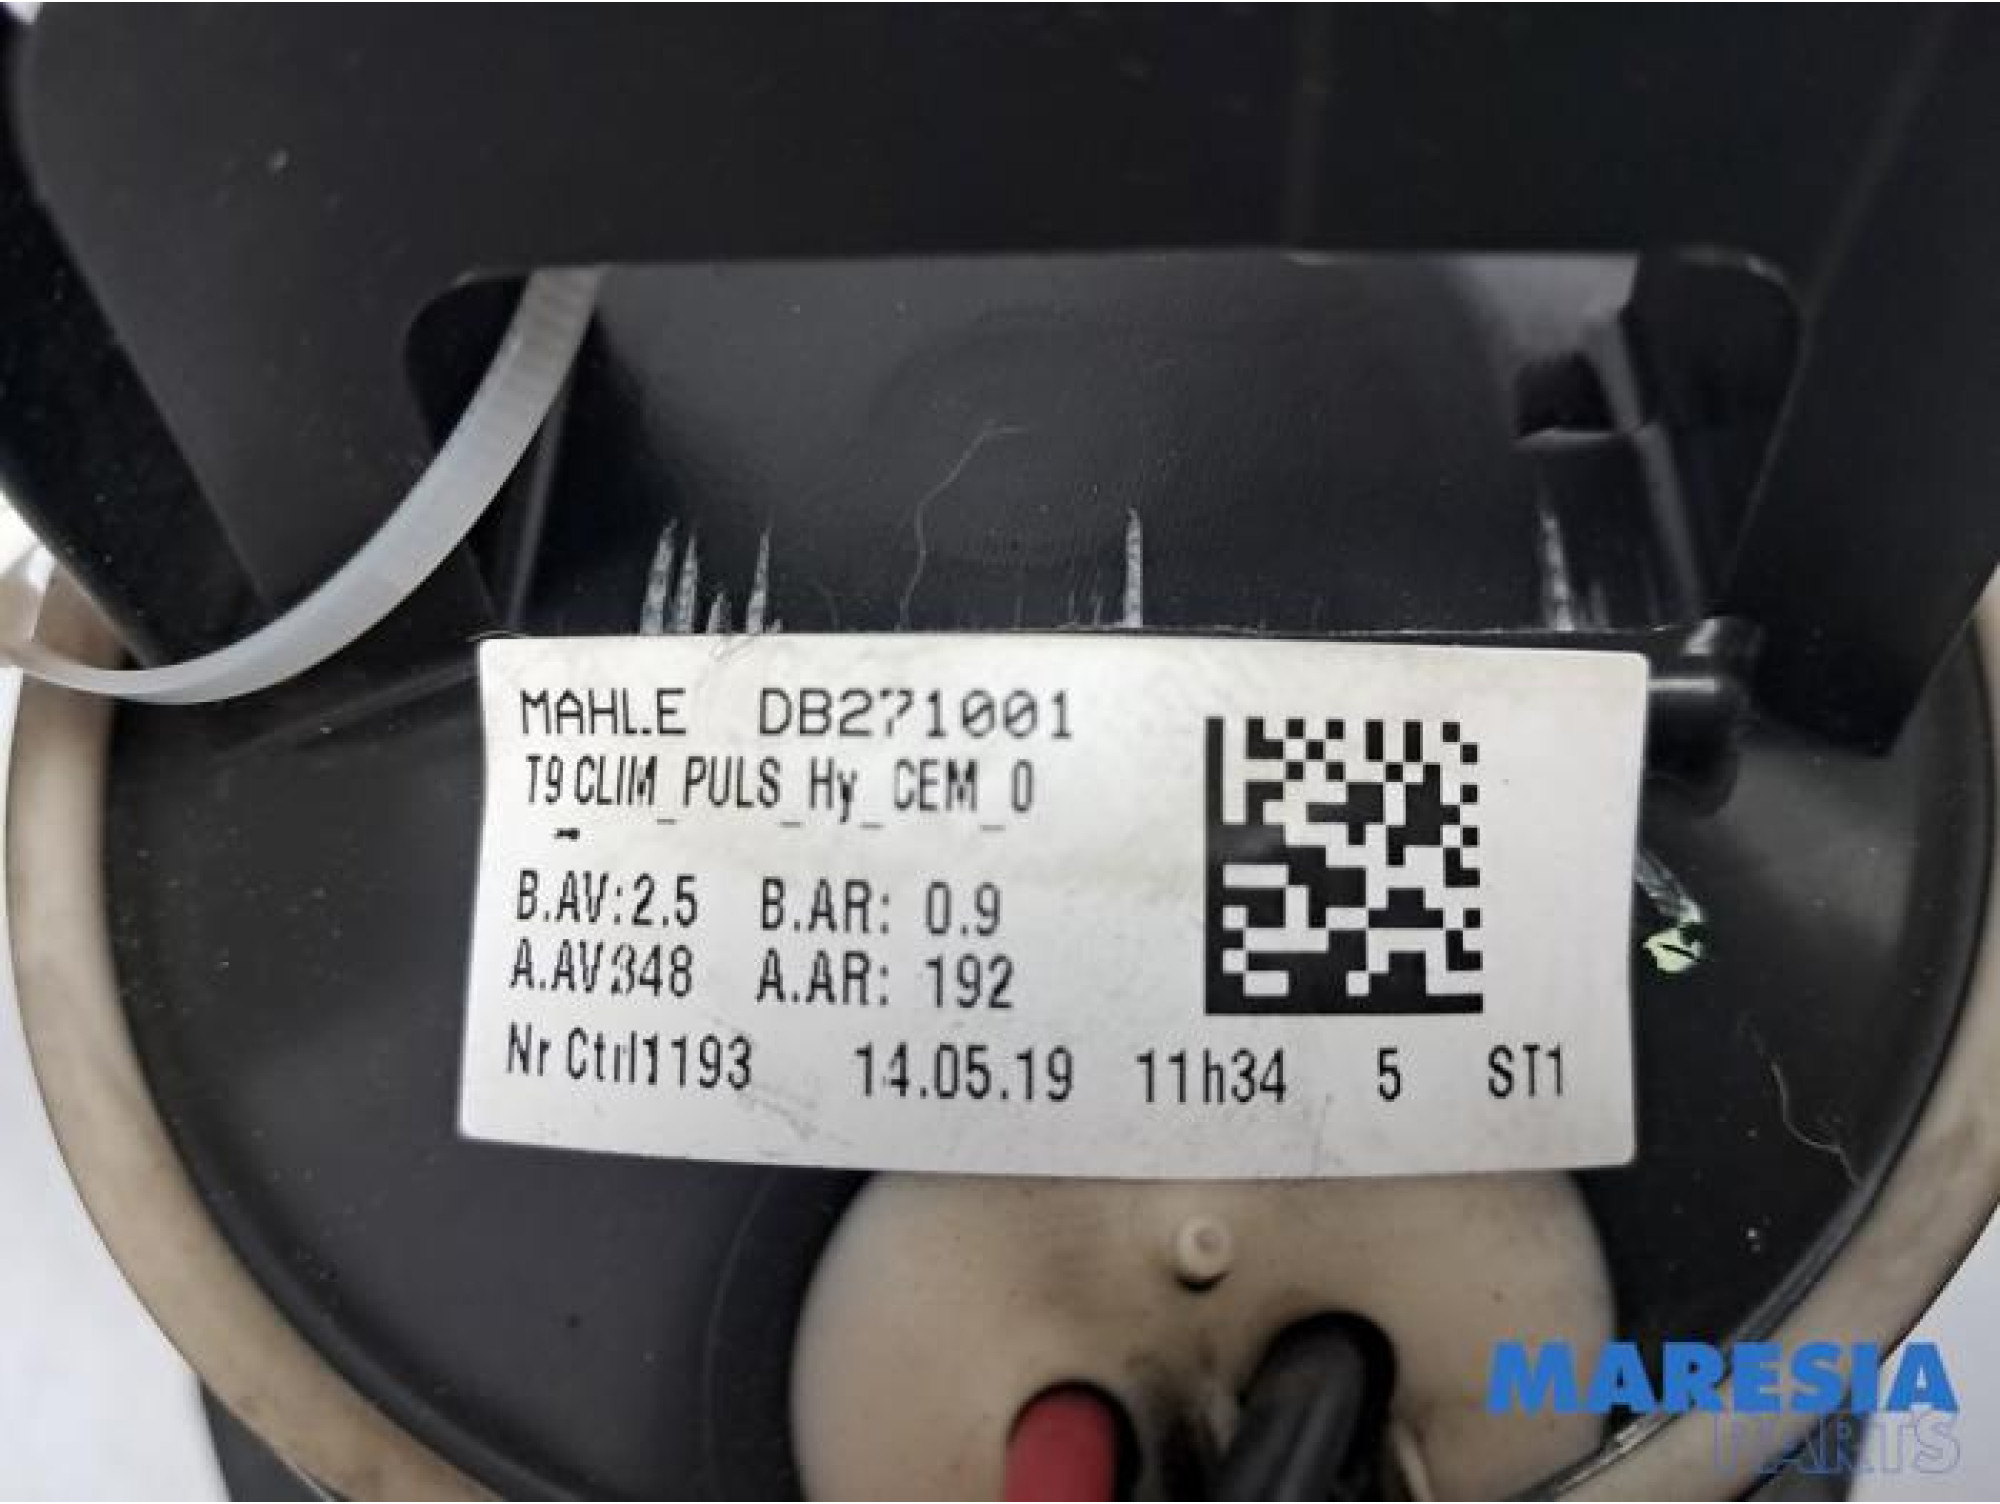 MAHLE DB271001
T9 CLIM_PULS_Hy_CEM_0
B.AV:2.5 B.AR: 0.9
A.AV348 A.AR: 192
Nr Ctrl1193 14.05.19 11h34 5 ST1
MARESIA
PARTS